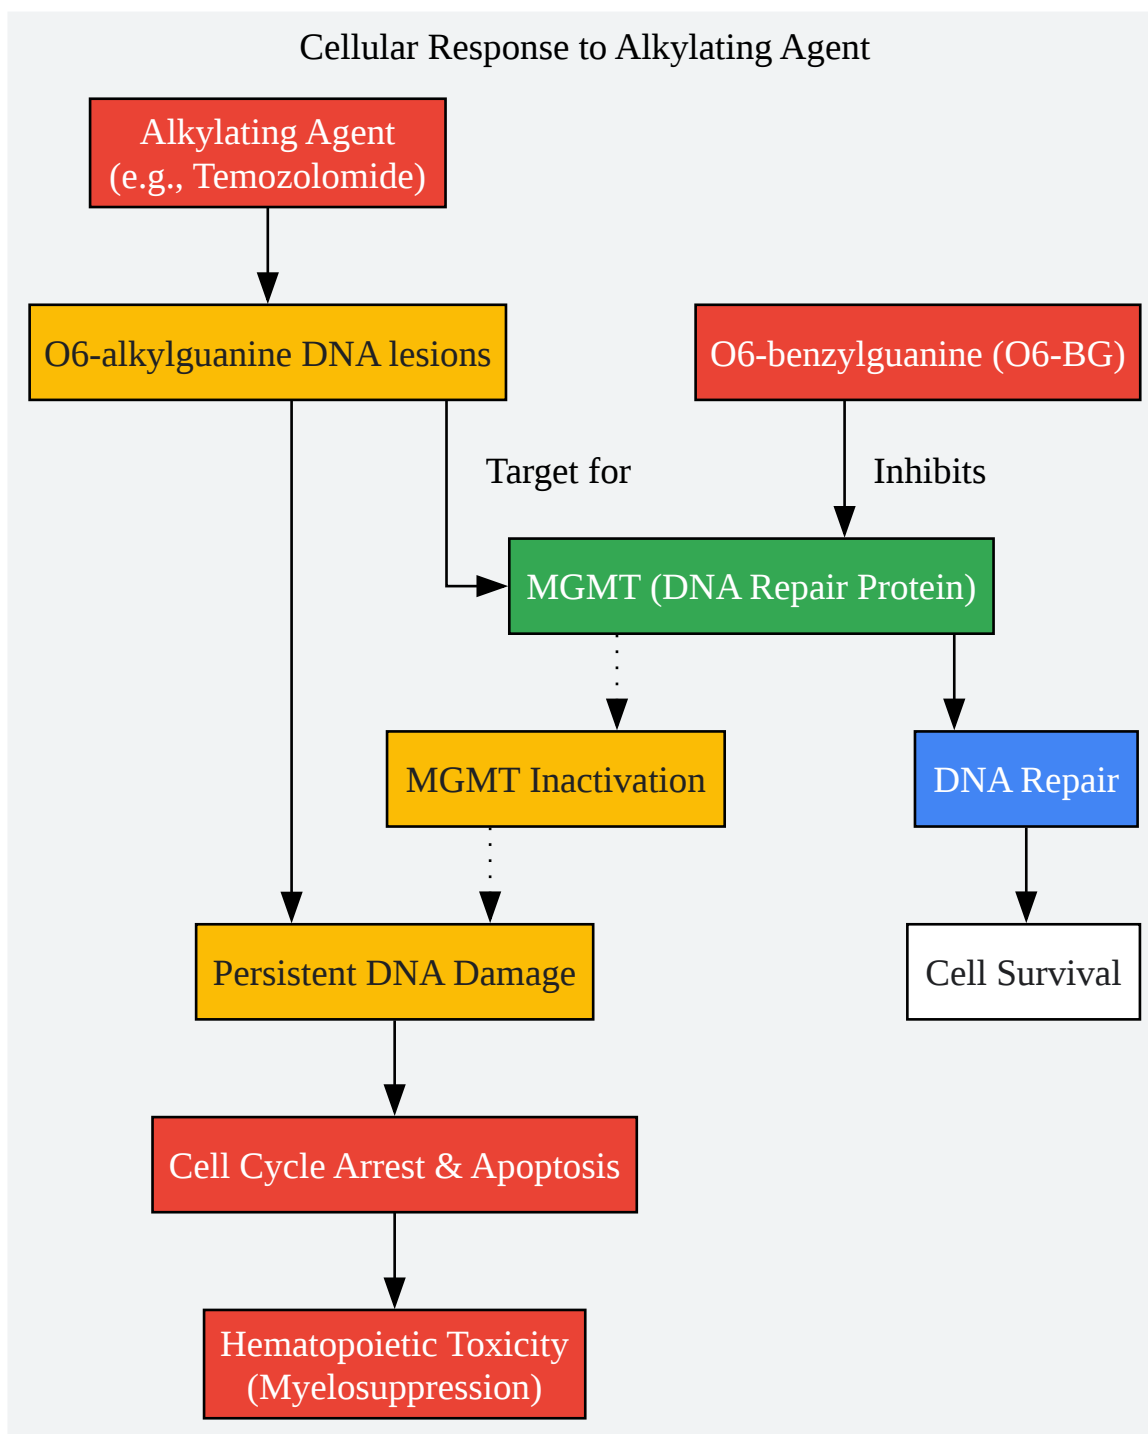 Cellular Response to Alkylating Agent
Alkylating Agent
(e.g., Temozolomide)
O6-alkylguanine DNA lesions
O6-benzylguanine (O6-BG)
Target for
Inhibits
MGMT (DNA Repair Protein)
MGMT Inactivation
DNA Repair
Persistent DNA Damage
Cell Survival
Cell Cycle Arrest & Apoptosis
Hematopoietic Toxicity
(Myelosuppression)